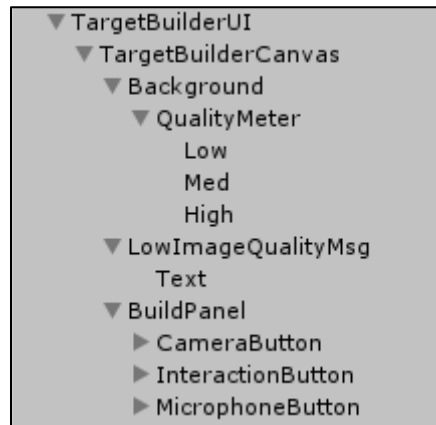 TargetBuilderUI
TargetBuilderCanvas
Background
QualityMeter
Low
Med
High
LowImageQualityMsg
Text
BuildPanel
CameraButton
InteractionButton
MicrophoneButton